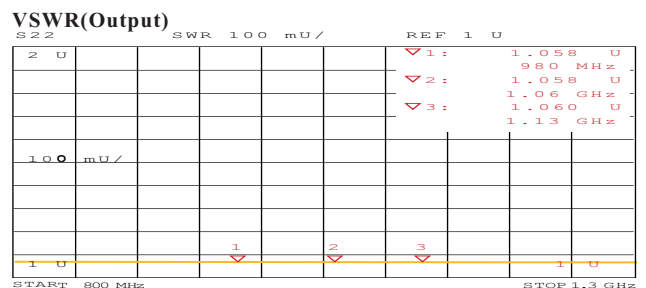 VSWR(Output)
S22 SWR 100 mU/ REF 1 U
2 U
▽1: 1.058 U
980 MHz
▽2: 1.058 U
1.06 GHz
▽3: 1.060 U
1.13 GHz
100 mU/
1 2 3
1 U 1 U
START 800 MHz STOP 1.3 GHz